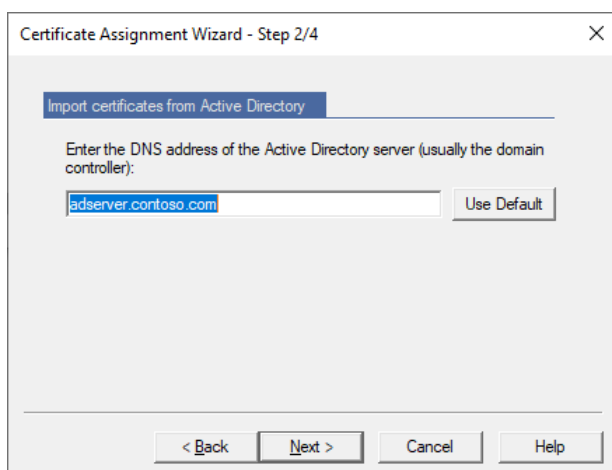 Certificate Assignment Wizard - Step 2/4
Import certificates from Active Directory
Enter the DNS address of the Active Directory server (usually the domain
controller):
adserver.contoso.com
Use Default
< Back
Next >
Cancel
Help